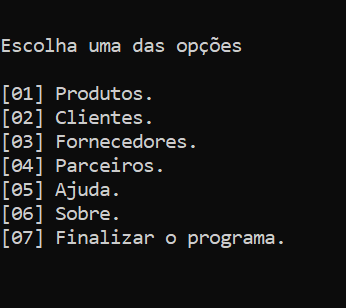 Escolha uma das opções
[01] Produtos.
[02] Clientes.
[03] Fornecedores.
[04] Parceiros.
[05] Ajuda.
[06] Sobre.
[07] Finalizar o programa.